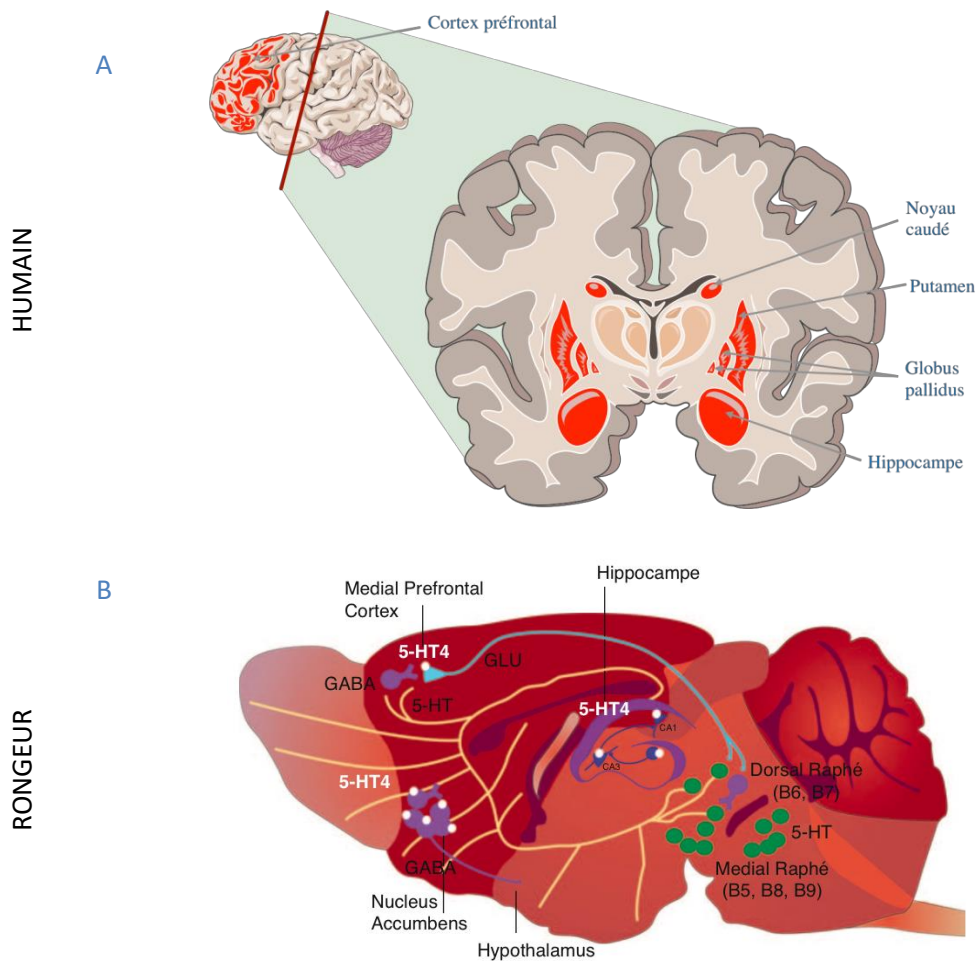 A
Cortex préfrontal
HUMAIN
Noyau
caudé
Putamen
Globus
pallidus
Hippocampe
B
RONGEUR
Hippocampe
Medial Prefrontal
Cortex
5-HT4
GLU
GABA
5-HT
5-HT4
CA1
CA3
5-HT4
Dorsal Raphé
(B6, B7)
5-HT
Medial Raphé
(B5, B8, B9)
GABA
Nucleus
Accumbens
Hypothalamus